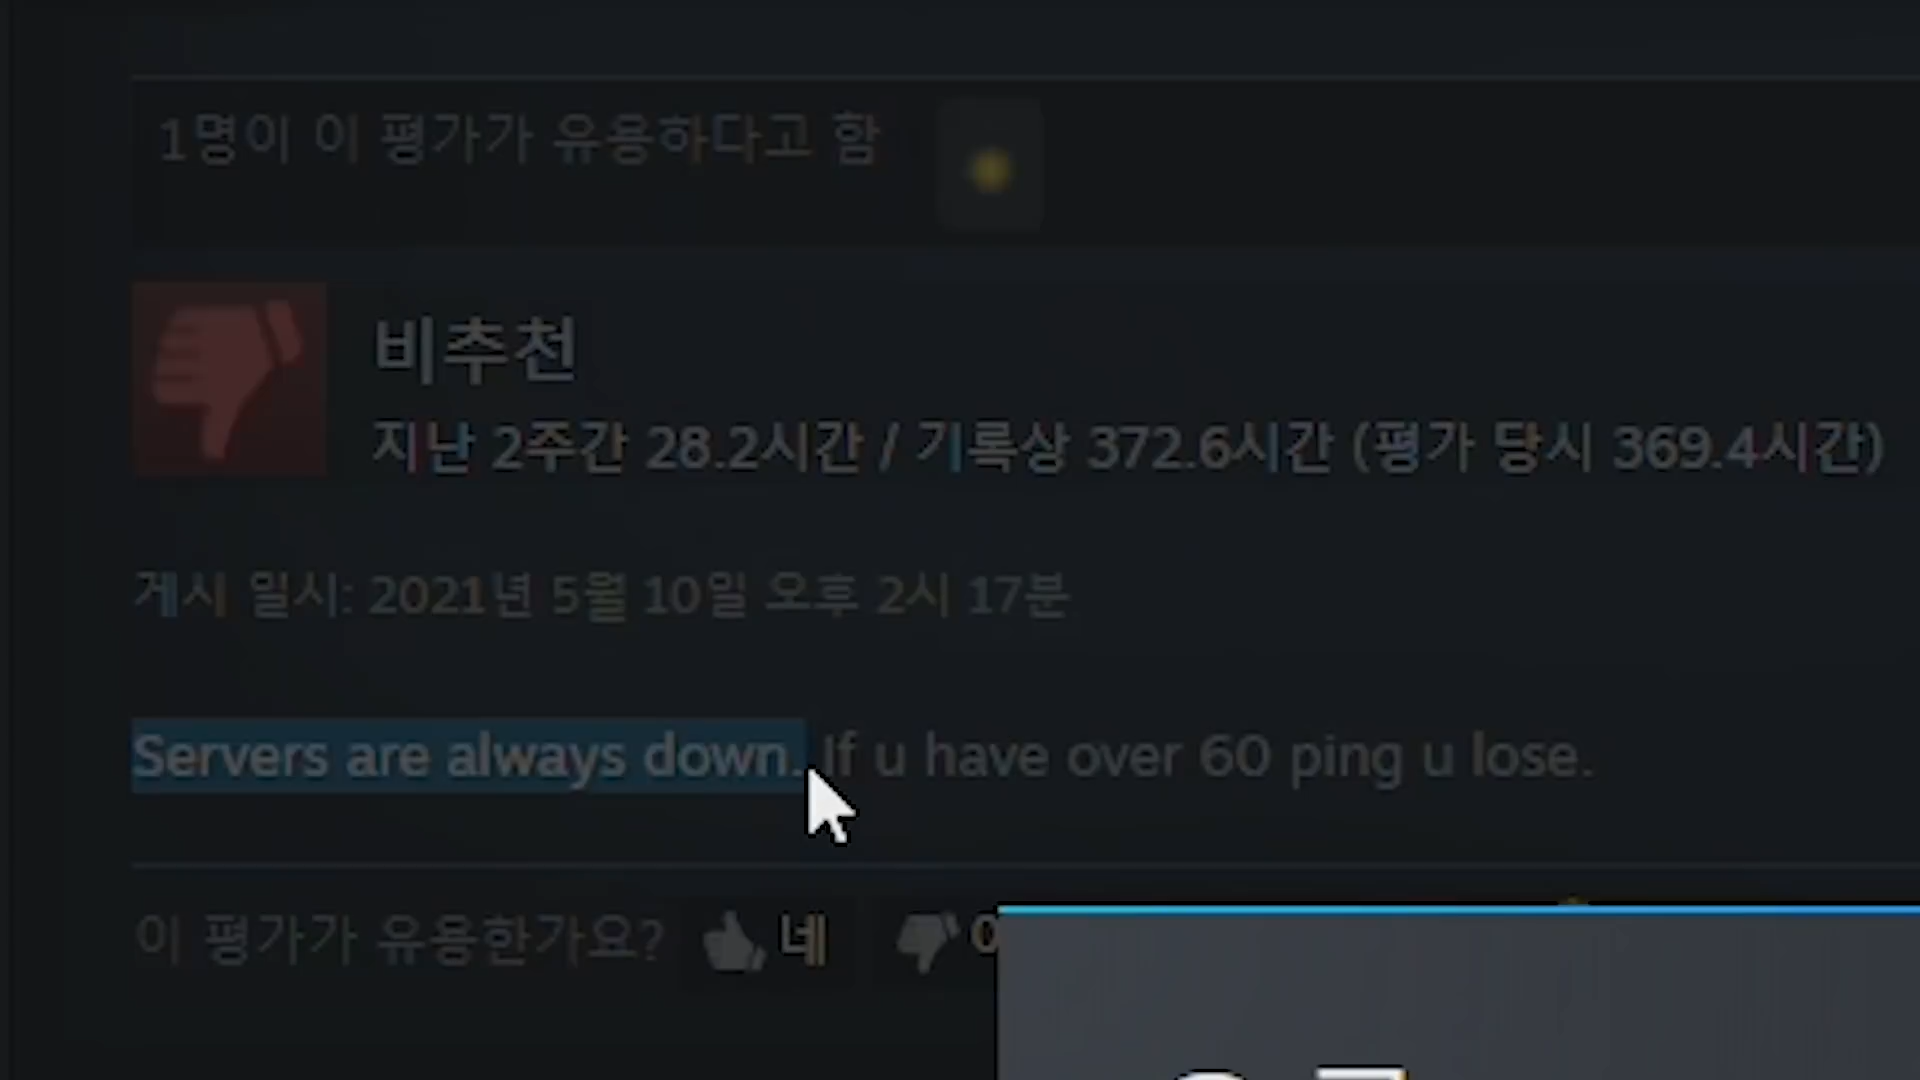 1명이 이 평가가 유용하다고 함
비추천
지난 2주간 28.2시간 / 기록상 372.6시간 (평가 당시 369.4시간)
게시 일시: 2021년 5월 10일 오후 2시 17분
Servers are always down. If u have over 60 ping u lose.
이 평가가 유용한가요? 네